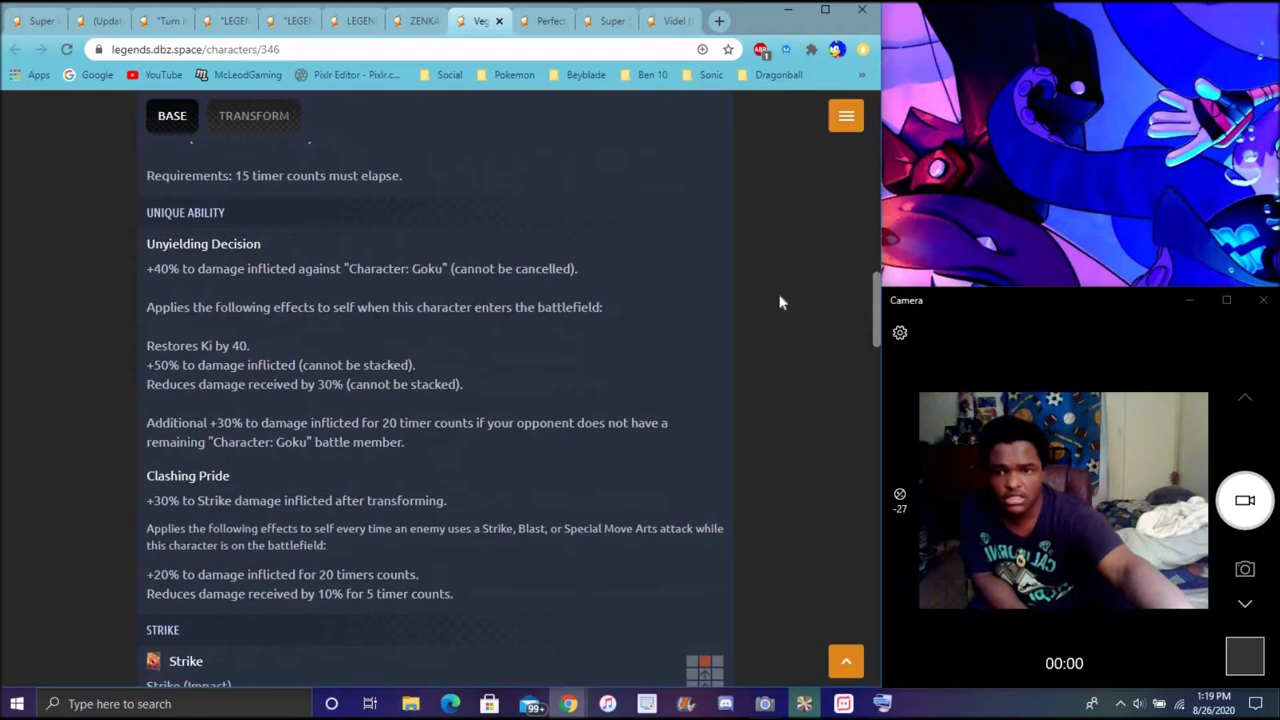 Super
(Updat
"Turn i
"LEGEN
"LEGE
LEGEN
ZENKA
Veg
Perfect
Super
Videl (
legends.dbz.space/characters/346
ABP
1
Apps
Google
YouTube
McLeodGaming
Pixlr Editor - Pixlr.c...
Social
Pokemon
Beyblade
Ben 10
Sonic
Dragonball
»
BASE
TRANSFORM
Requirements: 15 timer counts must elapse.
UNIQUE ABILITY
Unyielding Decision
+40% to damage inflicted against "Character: Goku" (cannot be cancelled).
Applies the following effects to self when this character enters the battlefield:
Restores Ki by 40.
+50% to damage inflicted (cannot be stacked).
Reduces damage received by 30% (cannot be stacked).
Additional +30% to damage inflicted for 20 timer counts if your opponent does not have a
remaining "Character: Goku" battle member.
Clashing Pride
+30% to Strike damage inflicted after transforming.
Applies the following effects to self every time an enemy uses a Strike, Blast, or Special Move Arts attack while
this character is on the battlefield:
+20% to damage inflicted for 20 timers counts.
Reduces damage received by 10% for 5 timer counts.
STRIKE
Strike
Strike (Impact)
Camera
-27
00:00
Type here to search
99+
1:19 PM
8/26/2020